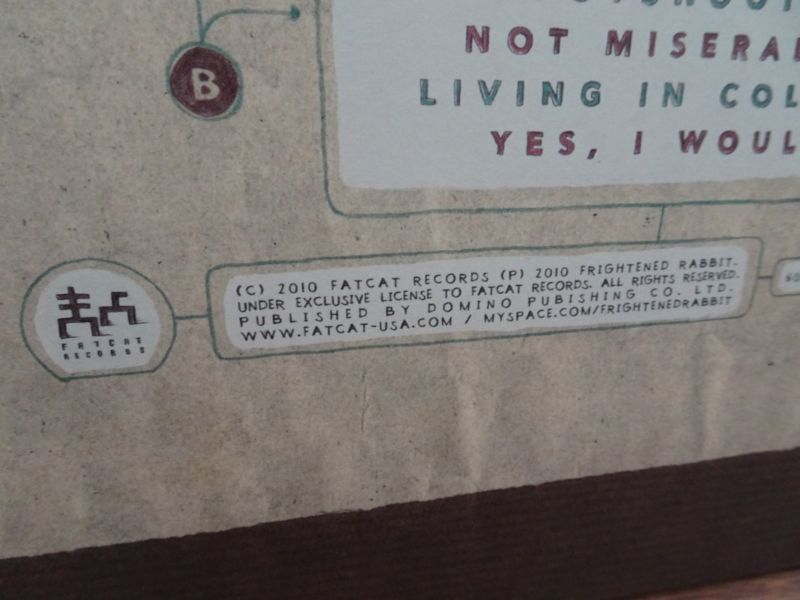 NOT MISERA
LIVING IN COL
YES, I WOUL
B
(C) 2010 FATCAT RECORDS (P) 2010 FRIGHTENED RABBIT.
UNDER EXCLUSIVE LICENSE TO FATCAT RECORDS. ALL RIGHTS RESERVED.
PUBLISHED BY DOMINO PUBISHING CO. LTD.
WWW.FATCAT-USA.COM / MYSPACE.COM/FRIGHTENEDRABBIT
FATCAT
RECORDS